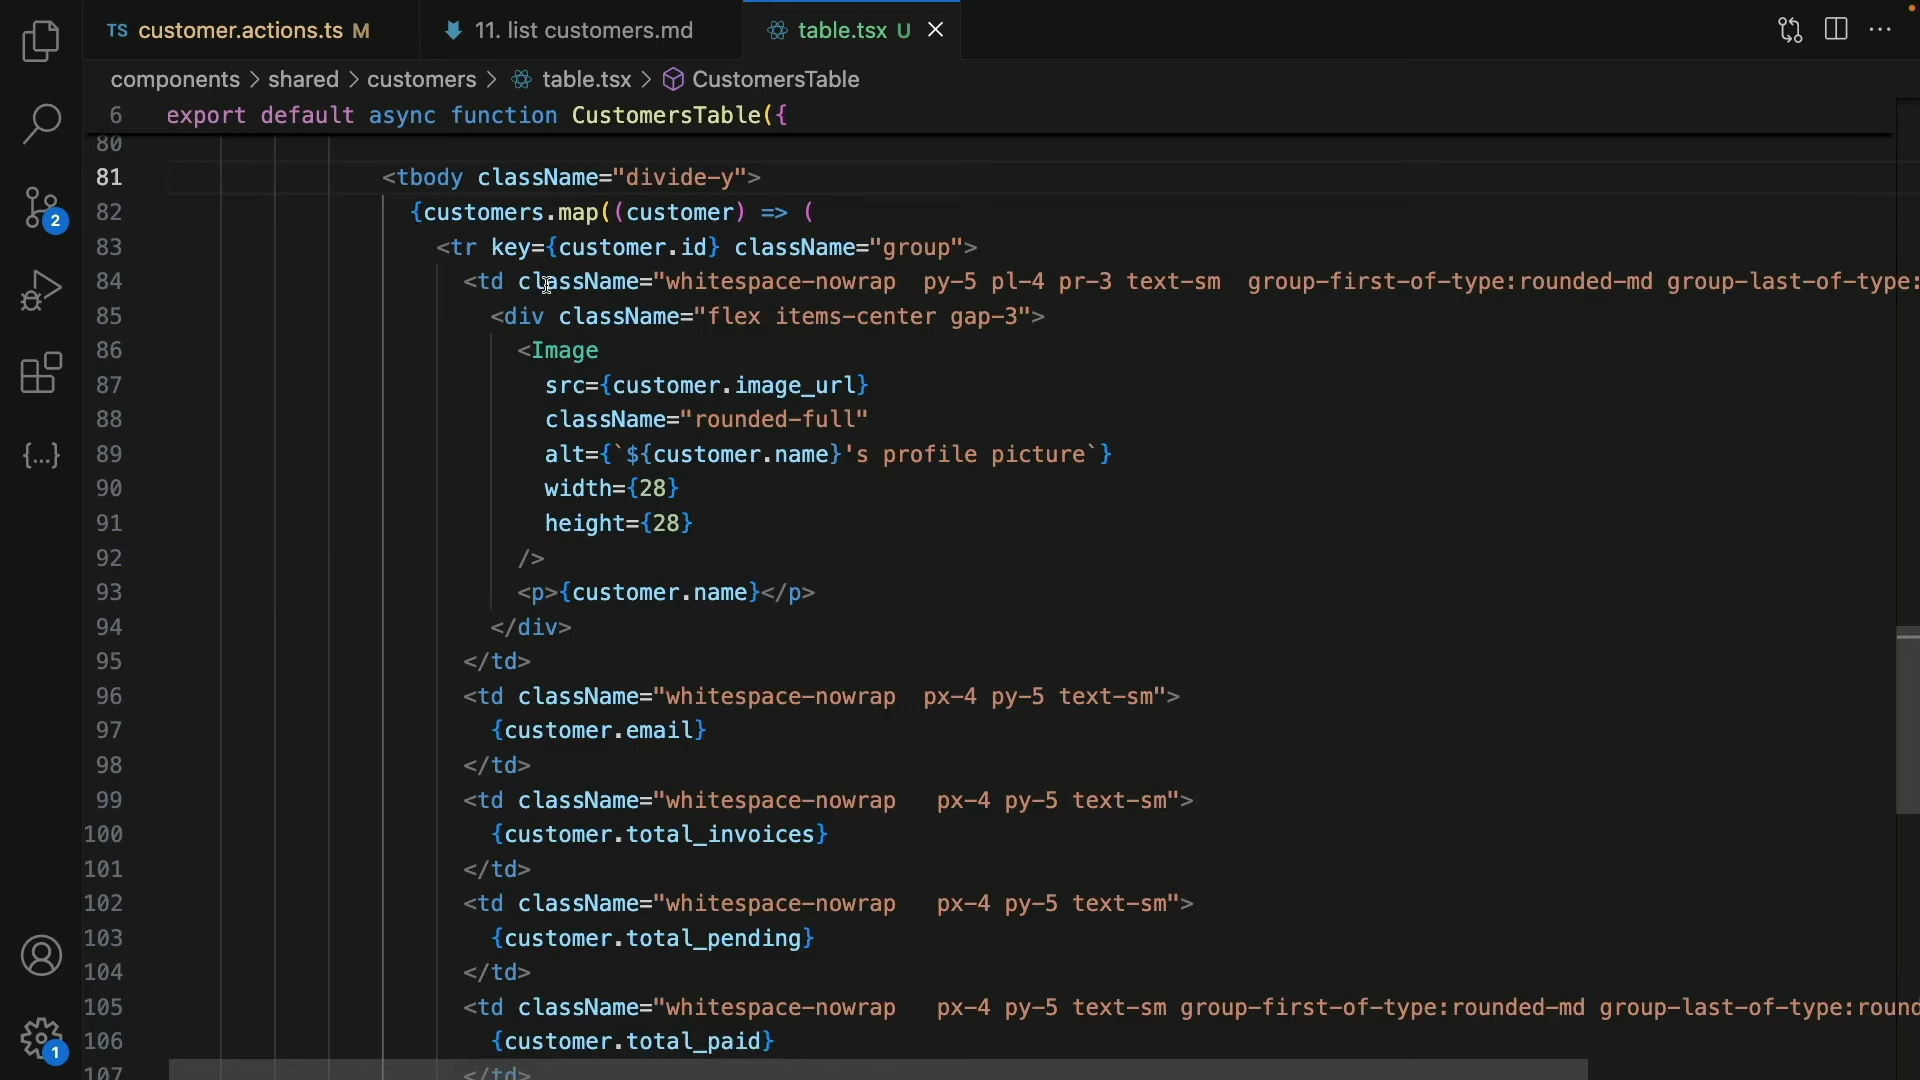 TS customer.actions.ts M
11. list customers.md
table.tsx U
components > shared > customers > table.tsx > CustomersTable
6 export default async function CustomersTable({
80
81 <tbody className="divide-y">
82 {customers.map((customer) => (
83 <tr key={customer.id} className="group">
84 <td className="whitespace-nowrap  py-5 pl-4 pr-3 text-sm  group-first-of-type:rounded-md group-last-of-type:
85 <div className="flex items-center gap-3">
86 <Image
87 src={customer.image_url}
88 className="rounded-full"
89 alt={`${customer.name}'s profile picture`}
90 width={28}
91 height={28}
92 />
93 <p>{customer.name}</p>
94 </div>
95 </td>
96 <td className="whitespace-nowrap  px-4 py-5 text-sm">
97 {customer.email}
98 </td>
99 <td className="whitespace-nowrap   px-4 py-5 text-sm">
100 {customer.total_invoices}
101 </td>
102 <td className="whitespace-nowrap   px-4 py-5 text-sm">
103 {customer.total_pending}
104 </td>
105 <td className="whitespace-nowrap   px-4 py-5 text-sm group-first-of-type:rounded-md group-last-of-type:round
106 {customer.total_paid}
107 </td>
2
1